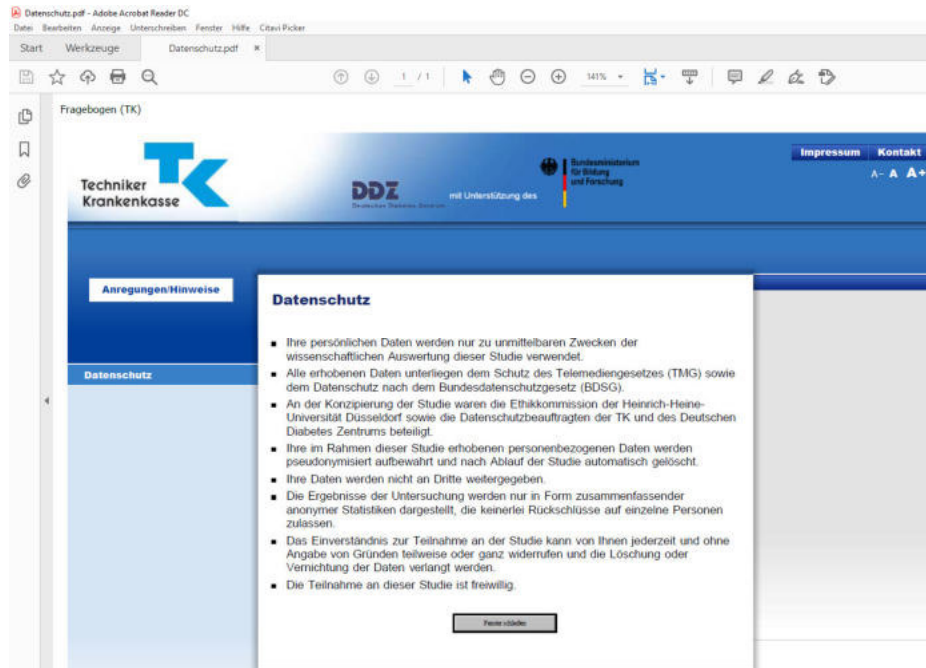 Datenschutz.pdf - Adobe Acrobat Reader DC
Datei Bearbeiten Anzeige Unterschreiben Fenster Hilfe Citavi Picker
Start Werkzeuge Datenschutz.pdf ×
1 / 1 141%
Fragebogen (TK)
Impressum Kontakt
A- A A+
TK
Techniker
Krankenkasse
DDZ
Deutsches Diabetes Zentrum
mit Unterstützung des
Bundesministerium
für Bildung
und Forschung
Anregungen/Hinweise
Datenschutz
Datenschutz
▪ Ihre persönlichen Daten werden nur zu unmittelbaren Zwecken der
wissenschaftlichen Auswertung dieser Studie verwendet.
▪ Alle erhobenen Daten unterliegen dem Schutz des Telemediengesetzes (TMG) sowie
dem Datenschutz nach dem Bundesdatenschutzgesetz (BDSG).
▪ An der Konzipierung der Studie waren die Ethikkommission der Heinrich-Heine-
Universität Düsseldorf sowie die Datenschutzbeauftragten der TK und des Deutschen
Diabetes Zentrums beteiligt.
▪ Ihre im Rahmen dieser Studie erhobenen personenbezogenen Daten werden
pseudonymisiert aufbewahrt und nach Ablauf der Studie automatisch gelöscht.
▪ Ihre Daten werden nicht an Dritte weitergegeben.
▪ Die Ergebnisse der Untersuchung werden nur in Form zusammenfassender
anonymer Statistiken dargestellt, die keinerlei Rückschlüsse auf einzelne Personen
zulassen.
▪ Das Einverständnis zur Teilnahme an der Studie kann von Ihnen jederzeit und ohne
Angabe von Gründen teilweise oder ganz widerrufen und die Löschung oder
Vernichtung der Daten verlangt werden.
▪ Die Teilnahme an dieser Studie ist freiwillig.
Fenster schließen